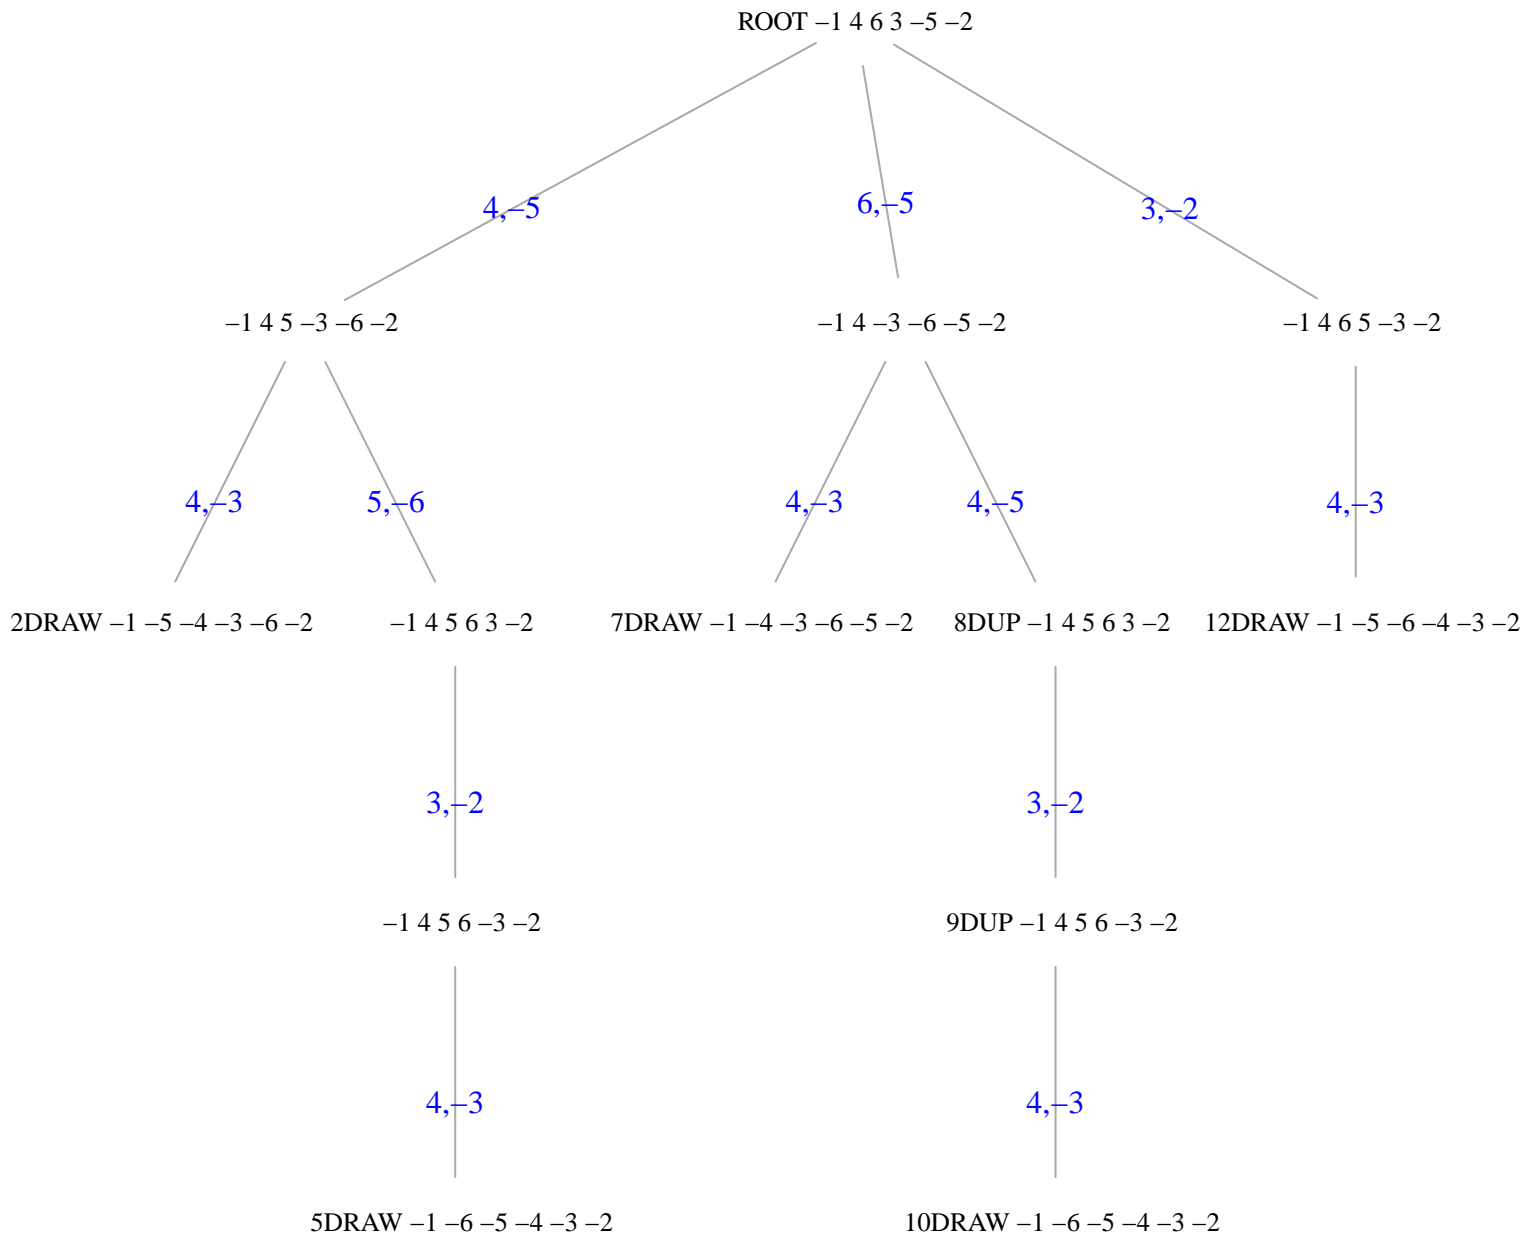 ROOT –1 4 6 3 –5 –2
4,–5
6,–5
3,–2
–1 4 5 –3 –6 –2
–1 4 –3 –6 –5 –2
–1 4 6 5 –3 –2
4,–3
5,–6
4,–3
4,–5
4,–3
2DRAW –1 –5 –4 –3 –6 –2
–1 4 5 6 3 –2
7DRAW –1 –4 –3 –6 –5 –2
8DUP –1 4 5 6 3 –2
12DRAW –1 –5 –6 –4 –3 –2
3,–2
3,–2
–1 4 5 6 –3 –2
9DUP –1 4 5 6 –3 –2
4,–3
4,–3
5DRAW –1 –6 –5 –4 –3 –2
10DRAW –1 –6 –5 –4 –3 –2